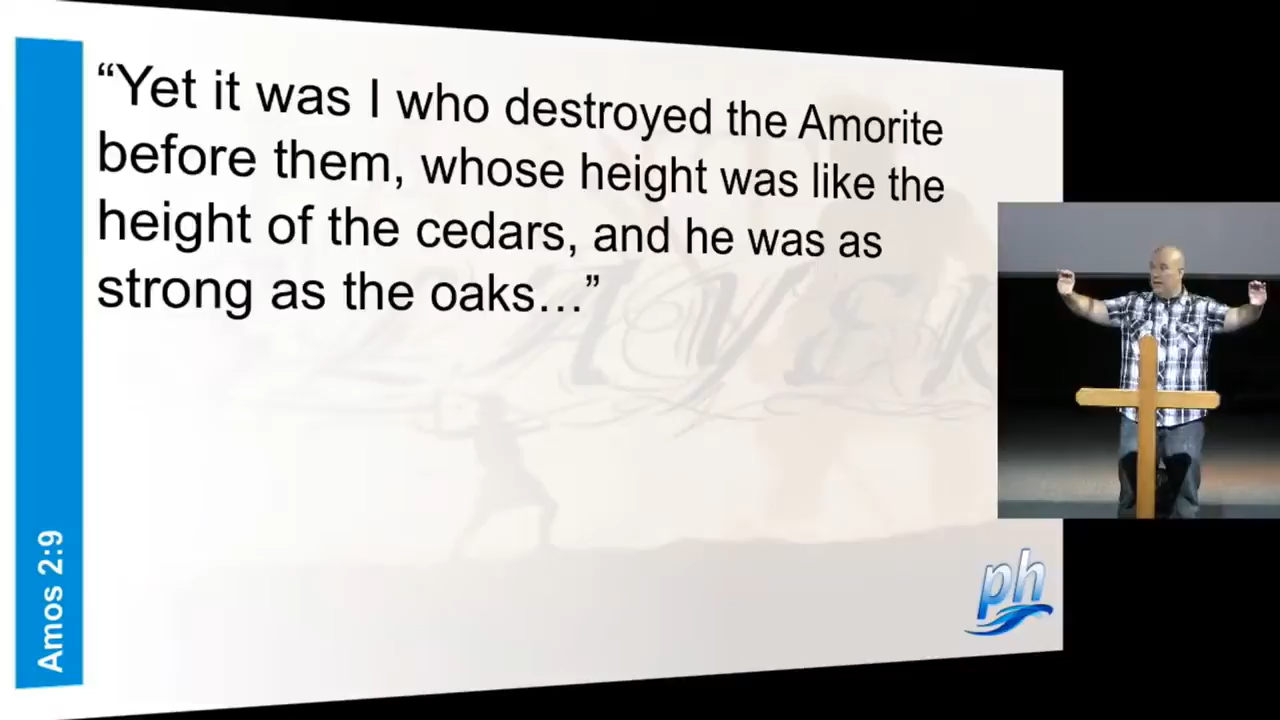 “Yet it was I who destroyed the Amorite
before them, whose height was like the
height of the cedars, and he was as
strong as the oaks…”
Amos 2:9
ph